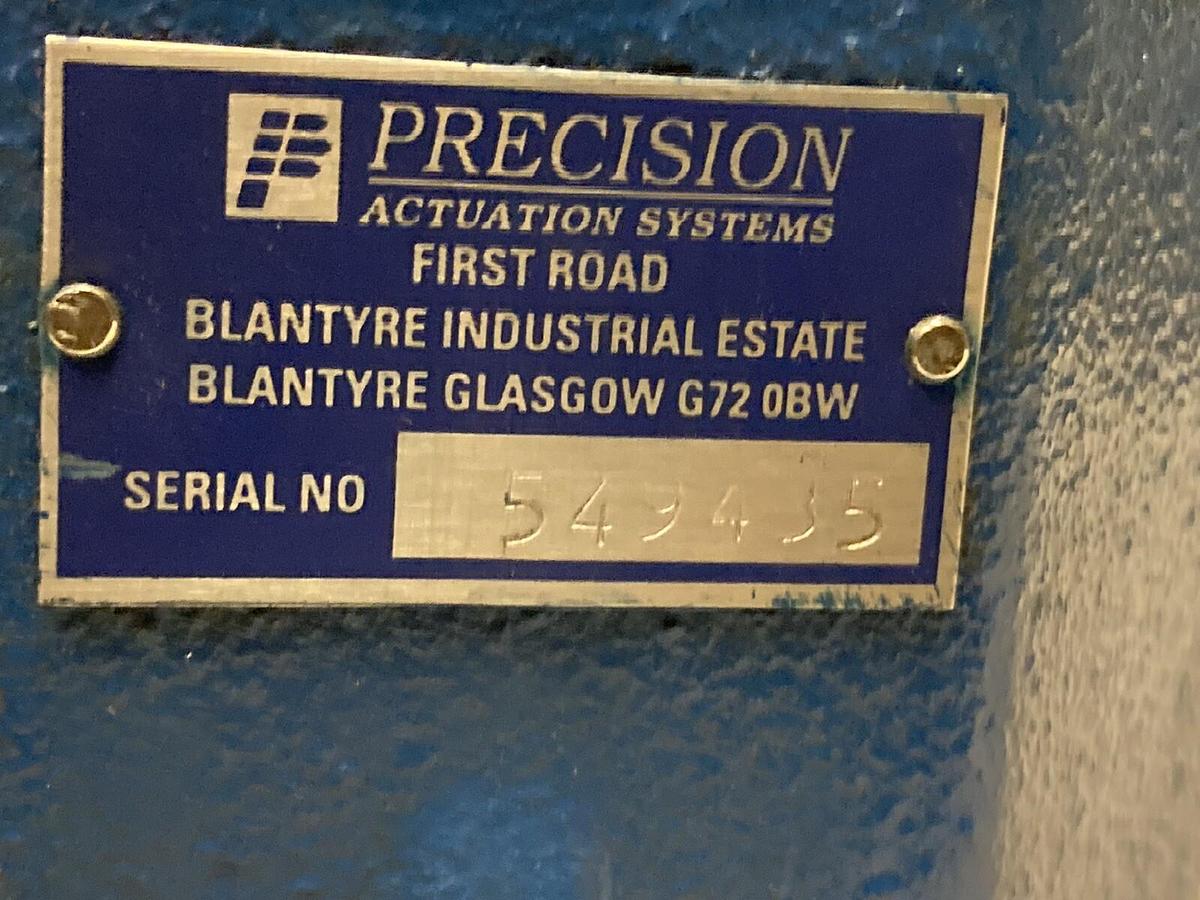 PRECISION
ACTUATION SYSTEMS
FIRST ROAD
BLANTYRE INDUSTRIAL ESTATE
BLANTYRE GLASGOW G72 0BW
SERIAL NO